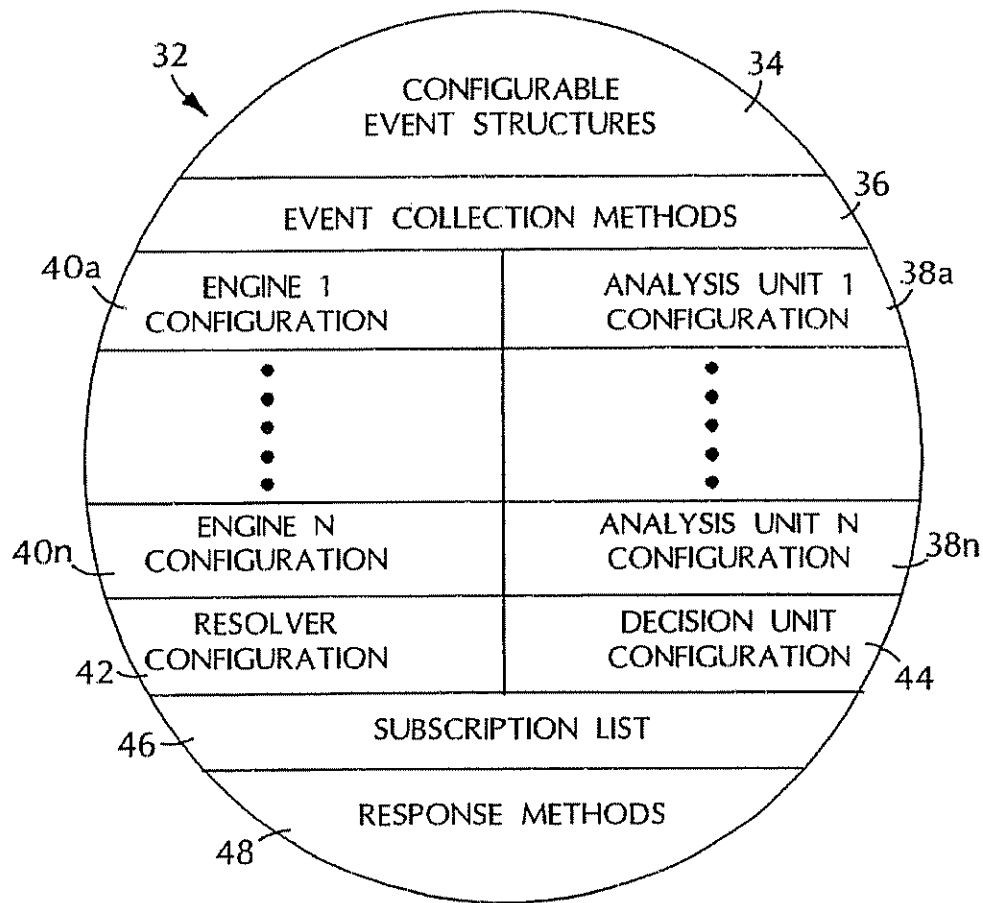 32
34
CONFIGURABLE
EVENT STRUCTURES
36
EVENT COLLECTION METHODS
40a
ENGINE 1
CONFIGURATION
ANALYSIS UNIT 1
CONFIGURATION
38a
ENGINE N
CONFIGURATION
40n
ANALYSIS UNIT N
CONFIGURATION
38n
RESOLVER
CONFIGURATION
42
DECISION UNIT
CONFIGURATION
44
46
SUBSCRIPTION LIST
RESPONSE METHODS
48